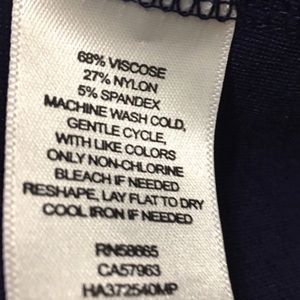 68% VISCOSE
27% NYLON
5% SPANDEX
MACHINE WASH COLD,
GENTLE CYCLE,
WITH LIKE COLORS
ONLY NON-CHLORINE
BLEACH IF NEEDED
RESHAPE, LAY FLAT TO DRY
COOL IRON IF NEEDED
RN58665
CA57963
HA372540MP